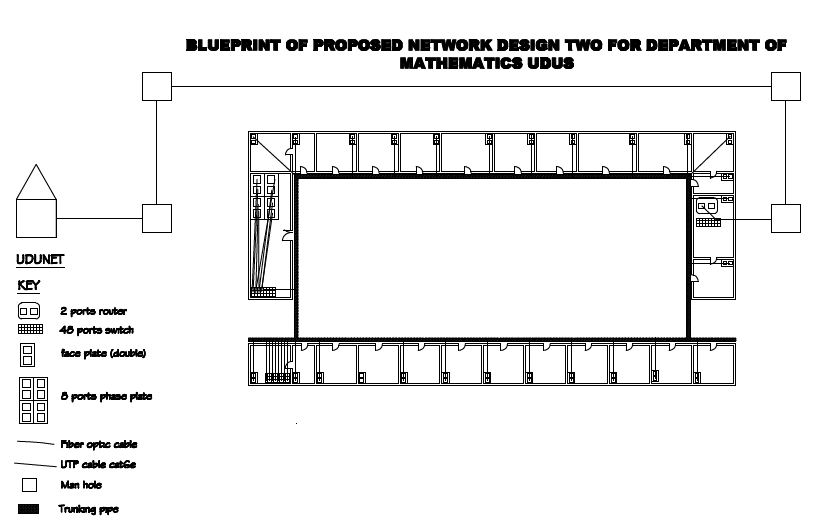 BLUEPRINT OF PROPOSED NETWORK DESIGN TWO FOR DEPARTMENT OF
MATHEMATICS UDUS
UDUNET
KEY
2 ports router
48 ports switch
face plate (double)
8 ports phase plate
Fiber optic cable
UTP cable cat6e
Man hole
Trunking pipe